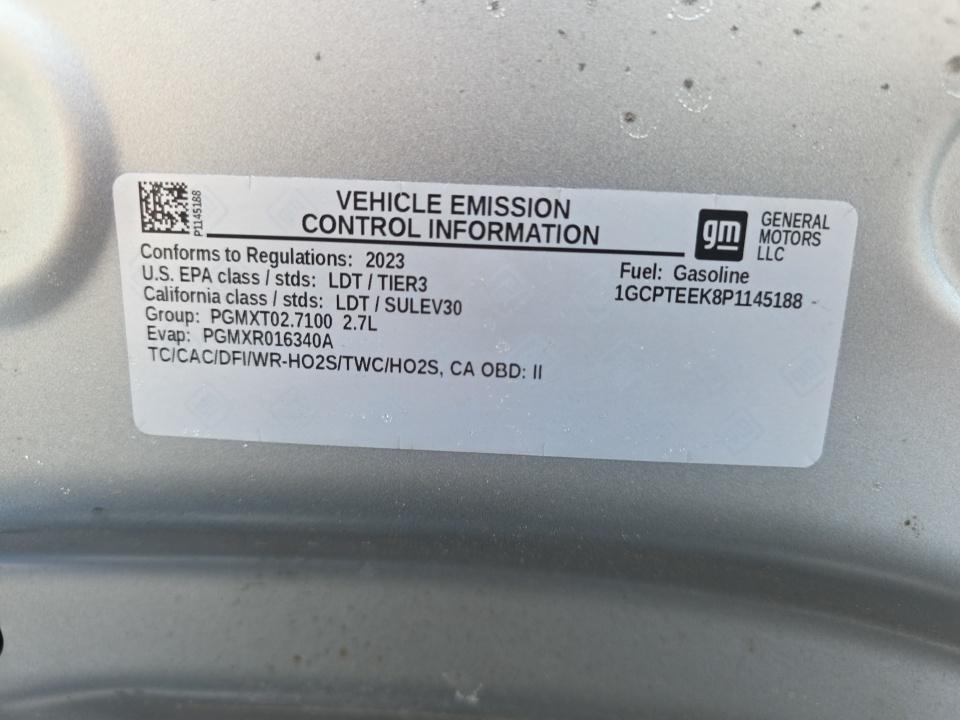 P1145188
VEHICLE EMISSION
CONTROL INFORMATION
gm
GENERAL
MOTORS
LLC
Conforms to Regulations: 2023
U.S. EPA class / stds: LDT / TIER3
California class / stds: LDT / SULEV30
Group: PGMXT02.7100 2.7L
Evap: PGMXR016340A
TC/CAC/DFI/WR-HO2S/TWC/HO2S, CA OBD: II
Fuel: Gasoline
1GCPTEEK8P1145188